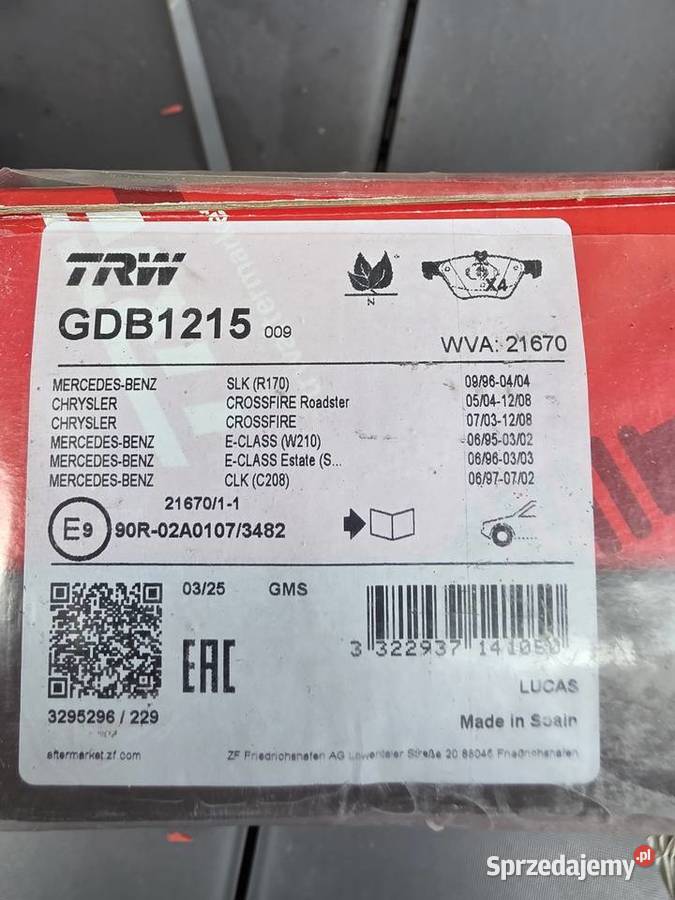 TRW
GDB1215 009
N
X4
WVA: 21670
MERCEDES-BENZ SLK (R170) 09/96-04/04
CHRYSLER CROSSFIRE Roadster 05/04-12/08
CHRYSLER CROSSFIRE 07/03-12/08
MERCEDES-BENZ E-CLASS (W210) 06/95-03/02
MERCEDES-BENZ E-CLASS Estate (S... 06/96-03/03
MERCEDES-BENZ CLK (C208) 06/97-07/02
21670/1-1
E9 90R-02A0107/3482
03/25 GMS
EAC
3 322937
LUCAS
3295296 / 229
Made in Spain
aftermarket.zf.com
ZF Friedrichshafen AG Löwentaler Straße 20 88046 Friedrichshafen
Sprzedajemy.pl